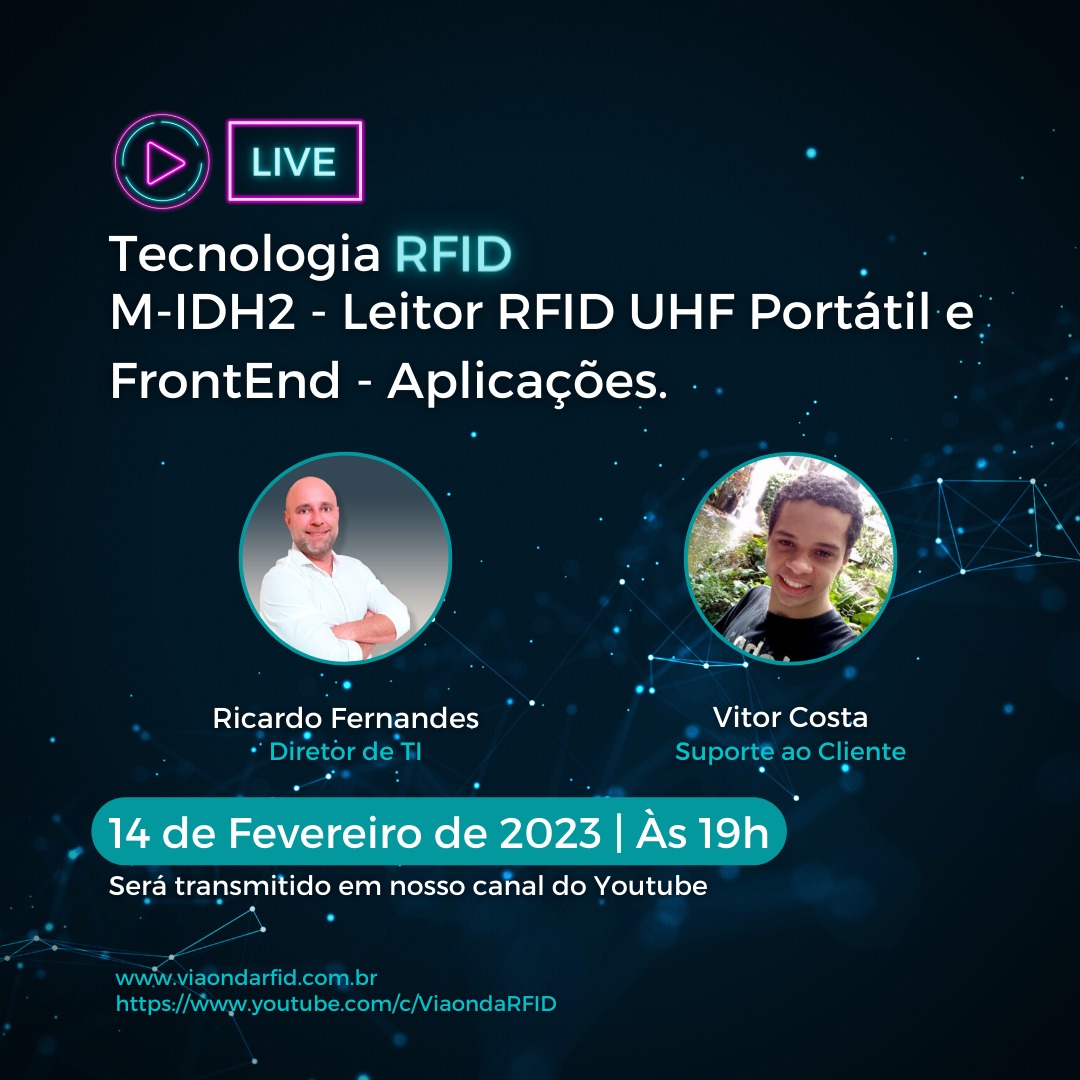 LIVE
Tecnologia RFID
M-IDH2 - Leitor RFID UHF Portátil e
FrontEnd - Aplicações.
Ricardo Fernandes
Diretor de TI
Vitor Costa
Suporte ao Cliente
14 de Fevereiro de 2023 | Às 19h
Será transmitido em nosso canal do Youtube
www.viaondarfid.com.br
https://www.youtube.com/c/ViaondaRFID